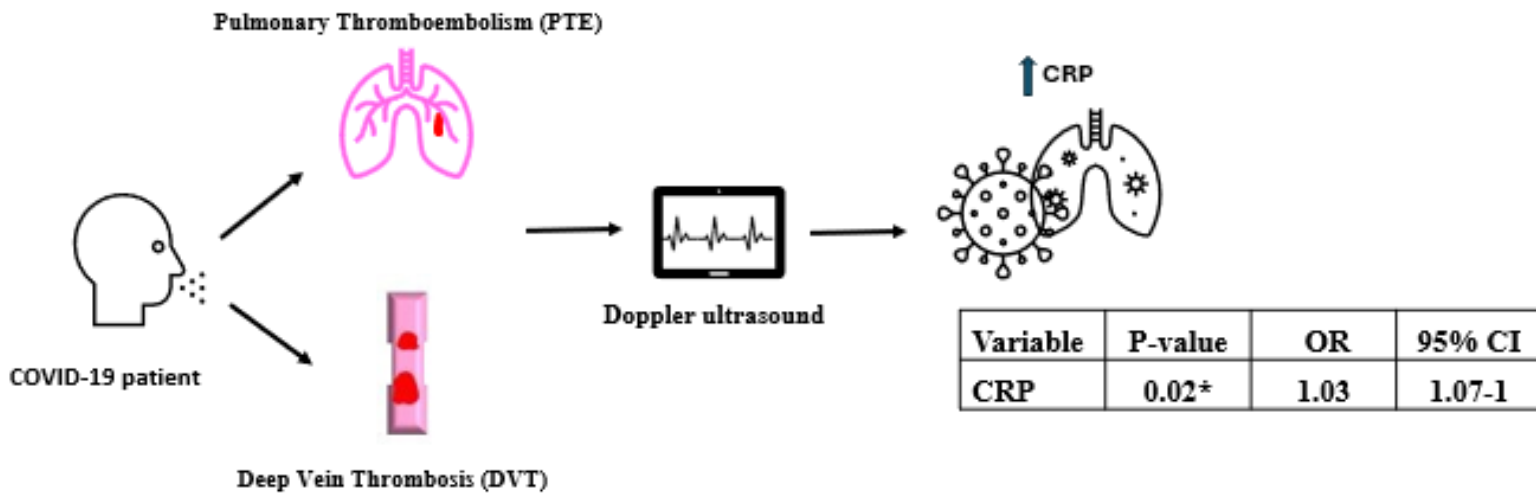 Pulmonary Thromboembolism (PTE)
COVID-19 patient
Deep Vein Thrombosis (DVT)
Doppler ultrasound
CRP
Variable P-value OR 95% CI
CRP 0.02* 1.03 1.07-1